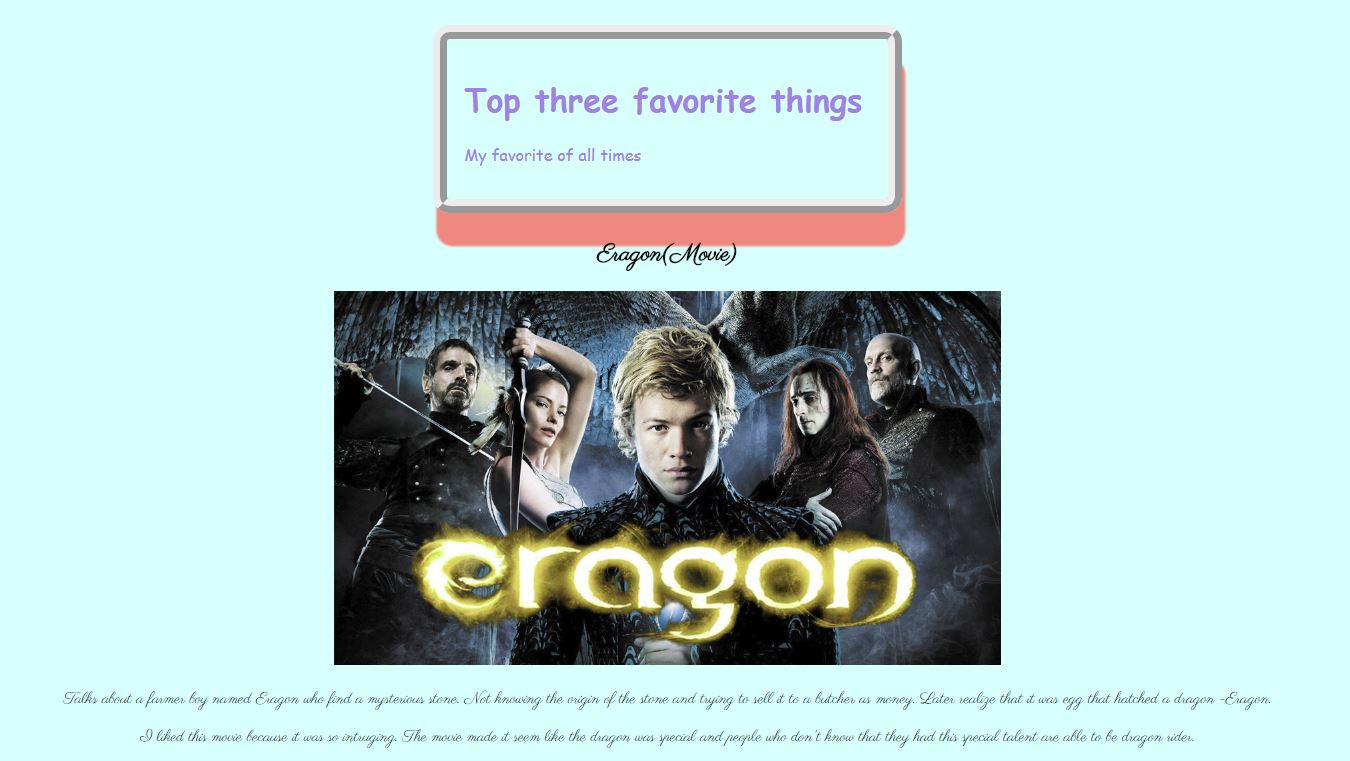 Top three favorite things
My favorite of all times
Eragon(Movie)
eragon
Talks about a farmer boy named Eragon who find a mysterious stone. Not knowing the origin of the stone and trying to sell it to a butcher as money. Later realize that it was egg that hatched a dragon -Eragon.
I liked this movie because it was so intruging. The movie made it seem like the dragon was special and people who don't know that they had this special talent are able to be dragon rider.